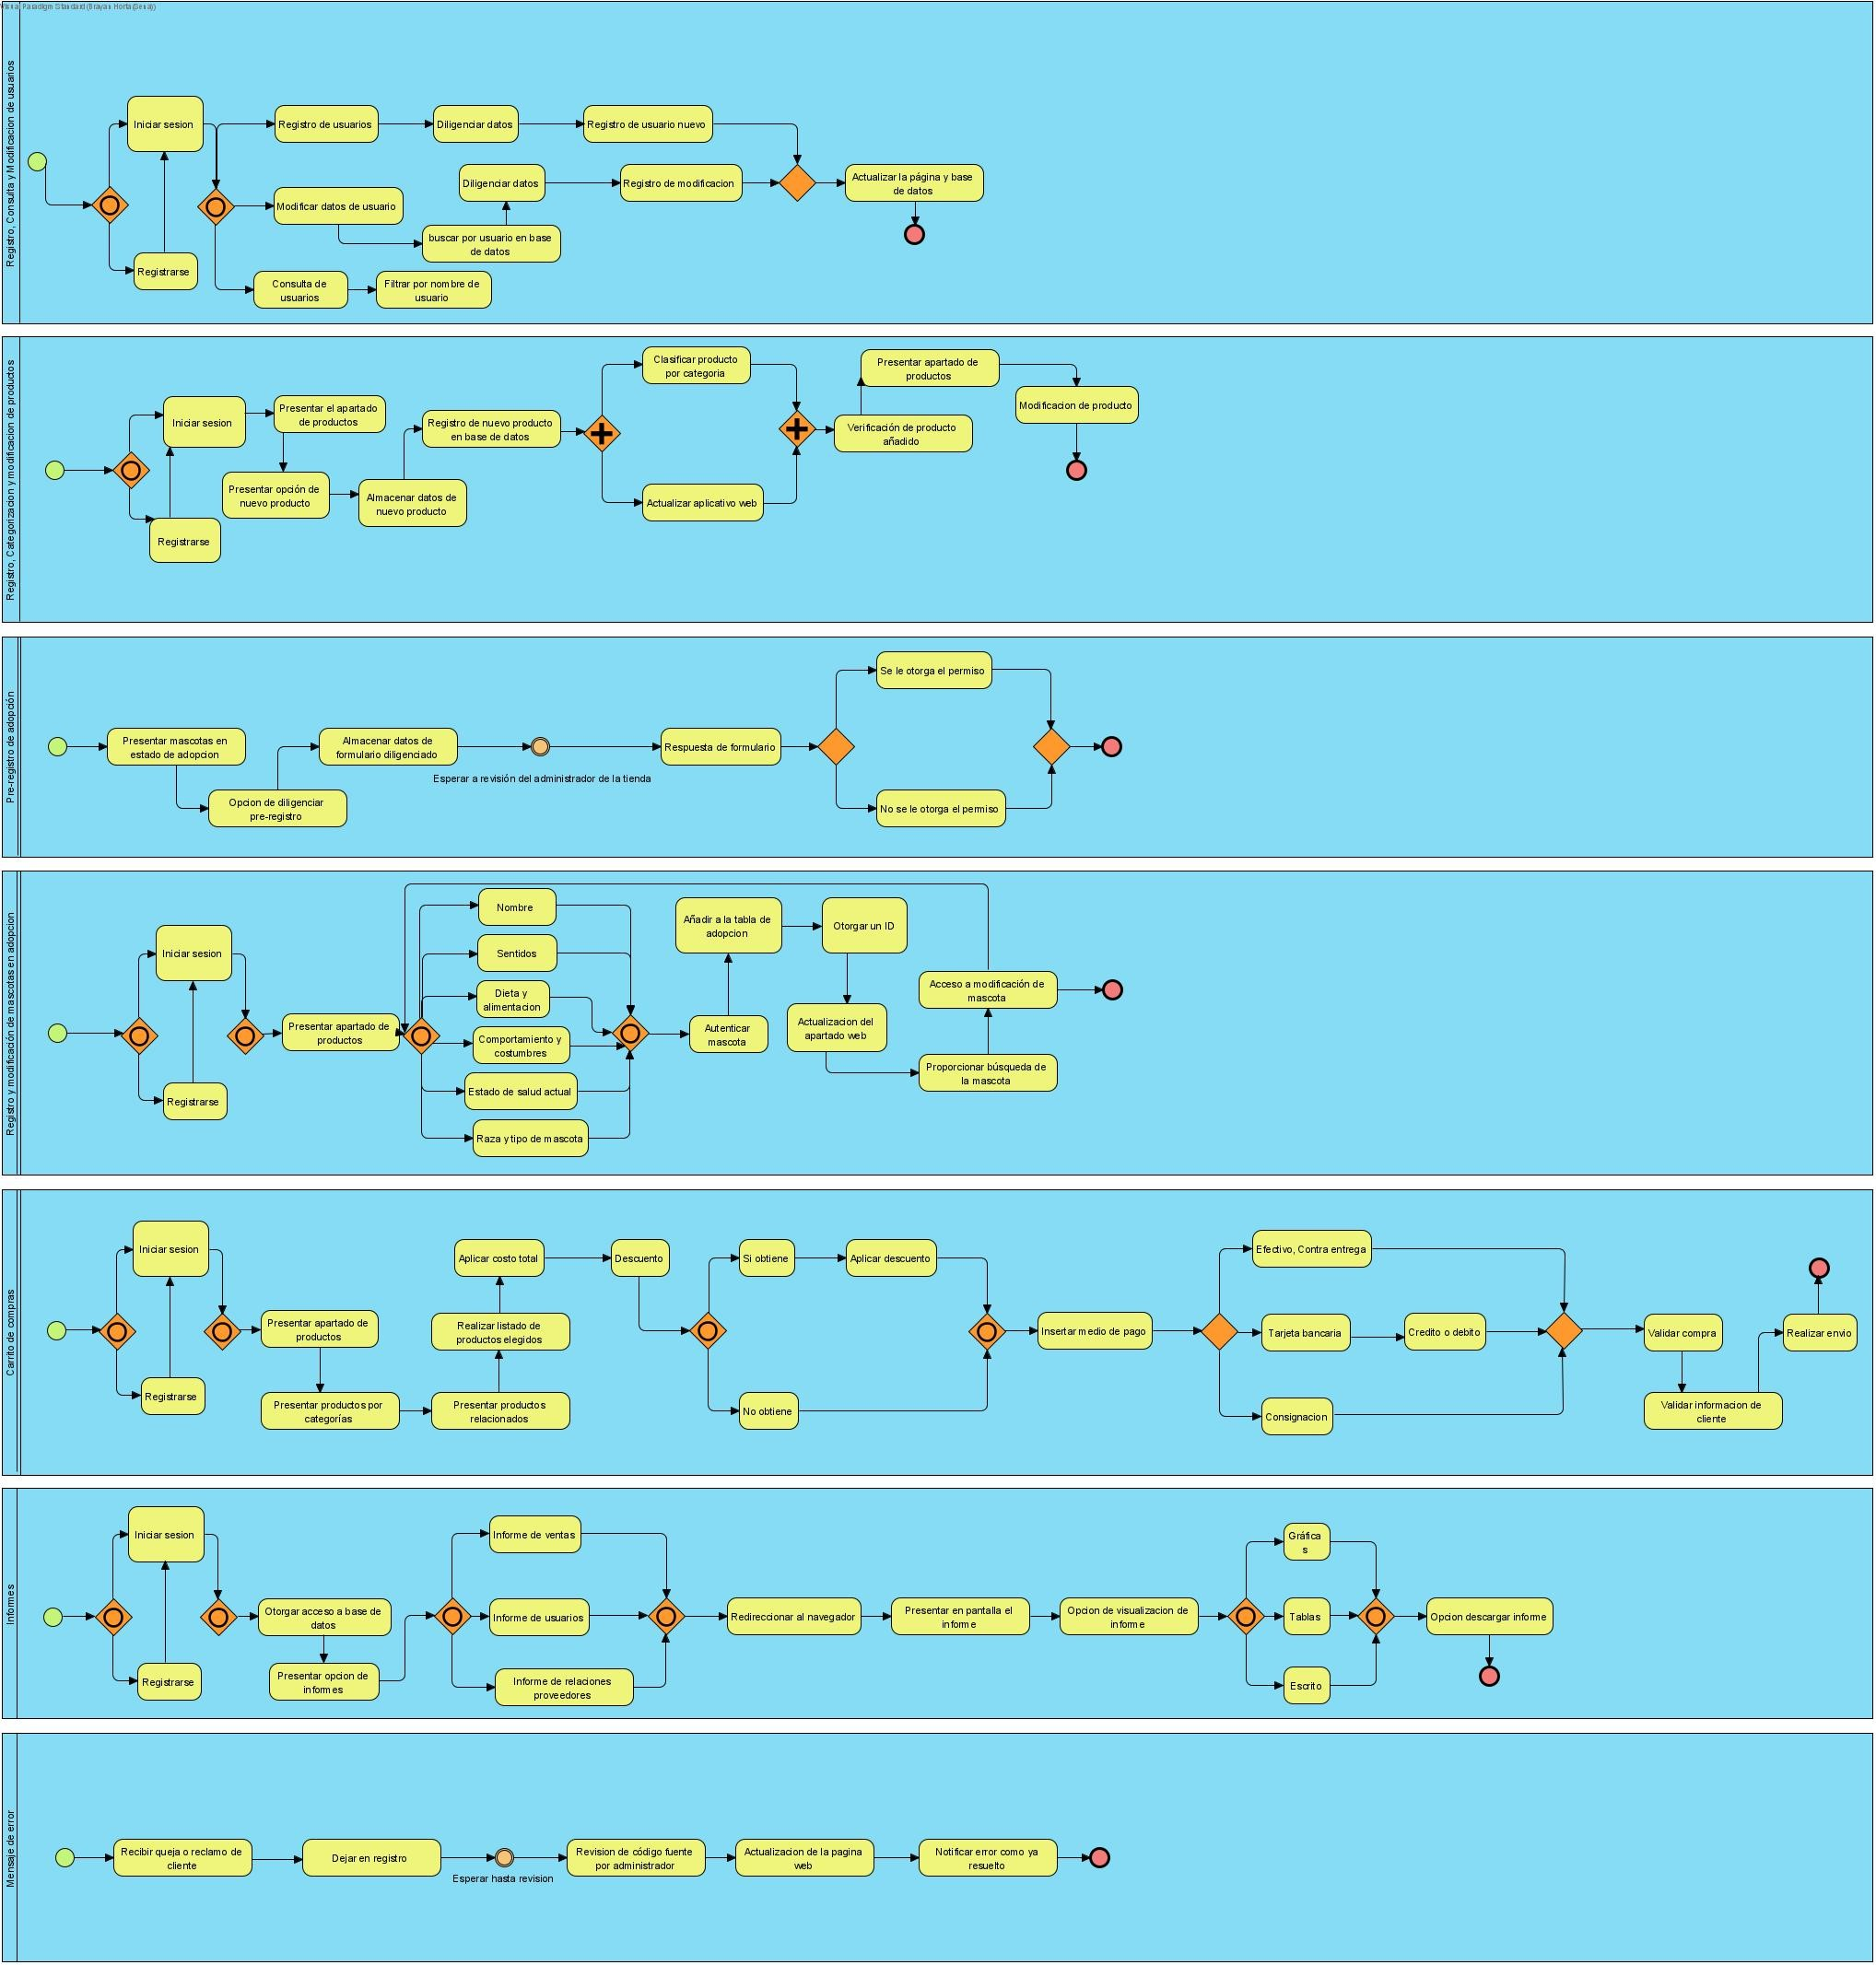 Visual Paradigm Standard (Brayan Horta (Sena))
Registro, Consulta y Modificacion de usuarios
Iniciar sesion
Registro de usuarios
Diligenciar datos
Registro de usuario nuevo
Diligenciar datos
Registro de modificacion
Actualizar la página y base
de datos
Modificar datos de usuario
buscar por usuario en base
de datos
Registrarse
Consulta de
usuarios
Filtrar por nombre de
usuario
Registro, Categorizacion y modificacion de productos
Clasificar producto
por categoria
Presentar apartado de
productos
Iniciar sesion
Presentar el apartado
de productos
Registro de nuevo producto
en base de datos
Verificación de producto
añadido
Modificacion de producto
Presentar opción de
nuevo producto
Almacenar datos de
nuevo producto
Actualizar aplicativo web
Registrarse
Pre-registro de adopción
Se le otorga el permiso
Presentar mascotas en
estado de adopcion
Almacenar datos de
formulario diligenciado
Respuesta de formulario
Esperar a revisión del administrador de la tienda
Opcion de diligenciar
pre-registro
No se le otorga el permiso
Registro y modificación de mascotas en adopcion
Nombre
Añadir a la tabla de
adopcion
Otorgar un ID
Iniciar sesion
Sentidos
Dieta y
alimentacion
Acceso a modificación de
mascota
Presentar apartado de
productos
Comportamiento y
costumbres
Autenticar
mascota
Actualizacion del
apartado web
Proporcionar búsqueda de
la mascota
Registrarse
Estado de salud actual
Raza y tipo de mascota
Carrito de compras
Iniciar sesion
Aplicar costo total
Descuento
Si obtiene
Aplicar descuento
Efectivo, Contra entrega
Presentar apartado de
productos
Realizar listado de
productos elegidos
Insertar medio de pago
Tarjeta bancaria
Credito o debito
Validar compra
Realizar envio
Registrarse
Presentar productos por
categorías
Presentar productos
relacionados
No obtiene
Consignacion
Validar informacion de
cliente
Informes
Iniciar sesion
Informe de ventas
Gráfica
s
Otorgar acceso a base de
datos
Informe de usuarios
Redireccionar al navegador
Presentar en pantalla el
informe
Opcion de visualizacion de
informe
Tablas
Opcion descargar informe
Registrarse
Presentar opcion de
informes
Informe de relaciones
proveedores
Escrito
Mensaje de error
Recibir queja o reclamo de
cliente
Dejar en registro
Esperar hasta revision
Revision de código fuente
por administrador
Actualizacion de la pagina
web
Notificar error como ya
resuelto